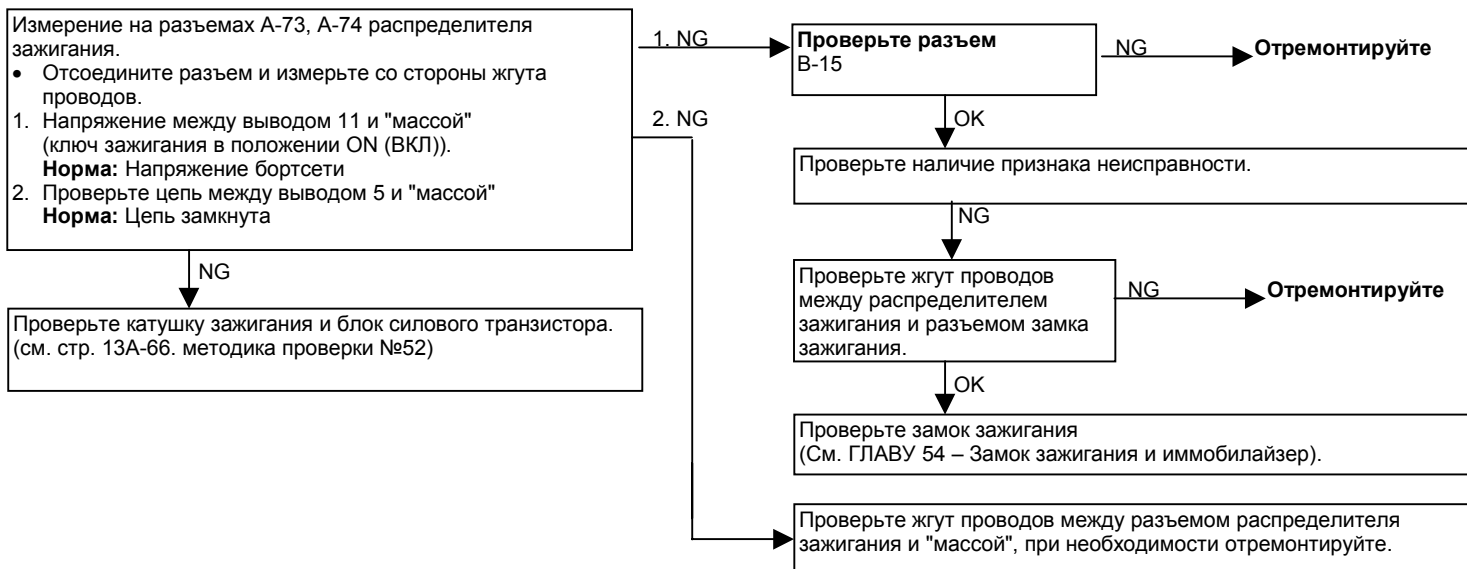 Измерение на разъемах А-73, А-74 распределителя
зажигания.
• Отсоедините разъем и измерьте со стороны жгута
проводов.
1. Напряжение между выводом 11 и "массой"
(ключ зажигания в положении ON (ВКЛ)).
Норма: Напряжение бортсети
2. Проверьте цепь между выводом 5 и "массой"
Норма: Цепь замкнута
1. NG
2. NG
NG
Проверьте катушку зажигания и блок силового транзистора.
(см. стр. 13А-66. методика проверки №52)
Проверьте разъем
В-15
NG
Отремонтируйте
OK
Проверьте наличие признака неисправности.
NG
Проверьте жгут проводов
между распределителем
зажигания и разъемом замка
зажигания.
NG
Отремонтируйте
OK
Проверьте замок зажигания
(См. ГЛАВУ 54 – Замок зажигания и иммобилайзер).
Проверьте жгут проводов между разъемом распределителя
зажигания и "массой", при необходимости отремонтируйте.